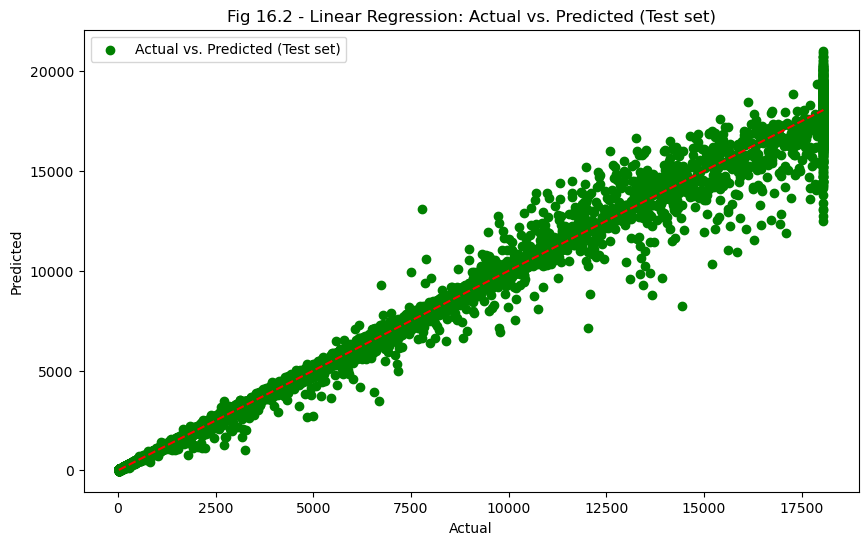 Fig 16.2 - Linear Regression: Actual vs. Predicted (Test set)
Actual vs. Predicted (Test set)
20000
15000
10000
5000
0
Predicted
0 2500 5000 7500 10000 12500 15000 17500
Actual